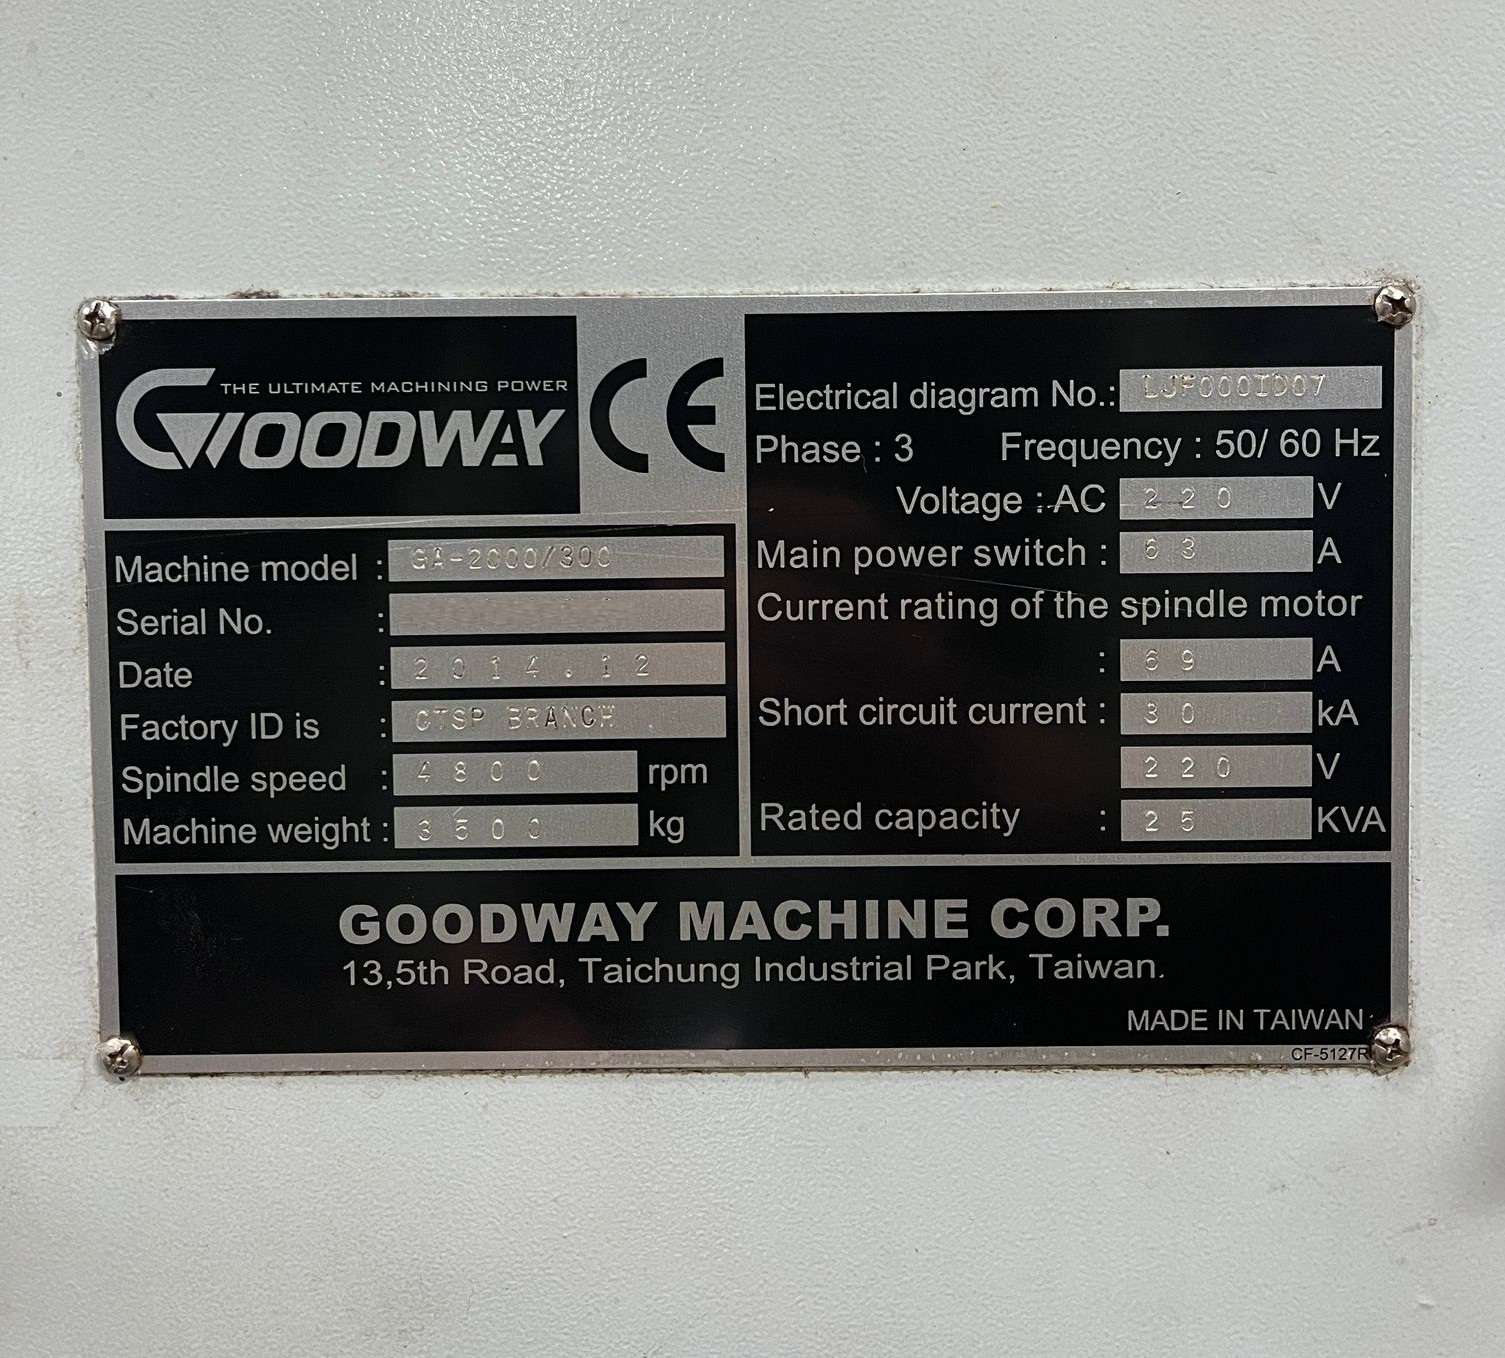 THE ULTIMATE MACHINING POWER
GOODWAY
CE
Machine model : GA-2000/300
Serial No. :
Date : 2014.12
Factory ID is : CTSP BRANCH
Spindle speed : 4800 rpm
Machine weight : 3500 kg
Electrical diagram No.: LJF000ID07
Phase : 3 Frequency : 50/ 60 Hz
Voltage : AC 220 V
Main power switch : 63 A
Current rating of the spindle motor
: 69 A
Short circuit current : 30 kA
220 V
Rated capacity : 25 KVA
GOODWAY MACHINE CORP.
13,5th Road, Taichung Industrial Park, Taiwan.
MADE IN TAIWAN
CF-5127R